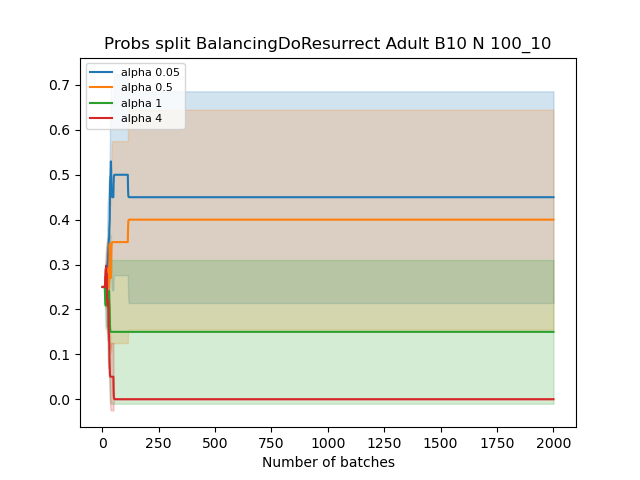 Probs split BalancingDoResurrect Adult B10 N 100_10
alpha 0.05
alpha 0.5
alpha 1
alpha 4
0.7
0.6
0.5
0.4
0.3
0.2
0.1
0.0
0 250 500 750 1000 1250 1500 1750 2000
Number of batches